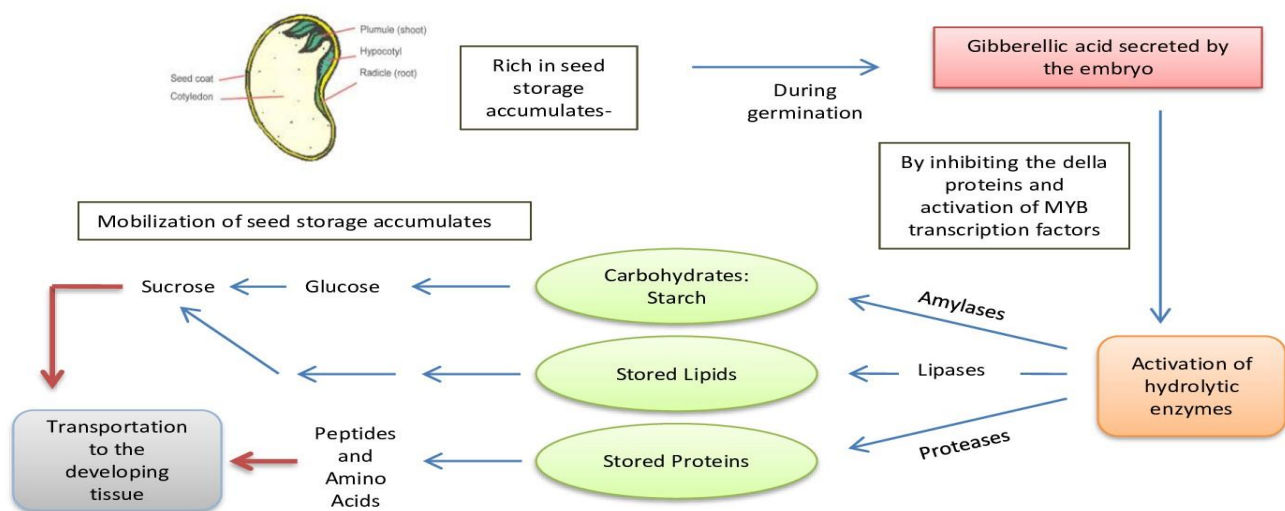 Plumule (shoot)
Hypocotyl
Radicle (root)
Seed coat
Cotyledon
Rich in seed
storage
accumulates-
During
germination
Gibberellic acid secreted by
the embryo
By inhibiting the della
proteins and
activation of MYB
transcription factors
Mobilization of seed storage accumulates
Sucrose
Glucose
Carbohydrates:
Starch
Amylases
Stored Lipids
Lipases
Activation of
hydrolytic
enzymes
Transportation
to the
developing
tissue
Peptides
and
Amino
Acids
Stored Proteins
Proteases